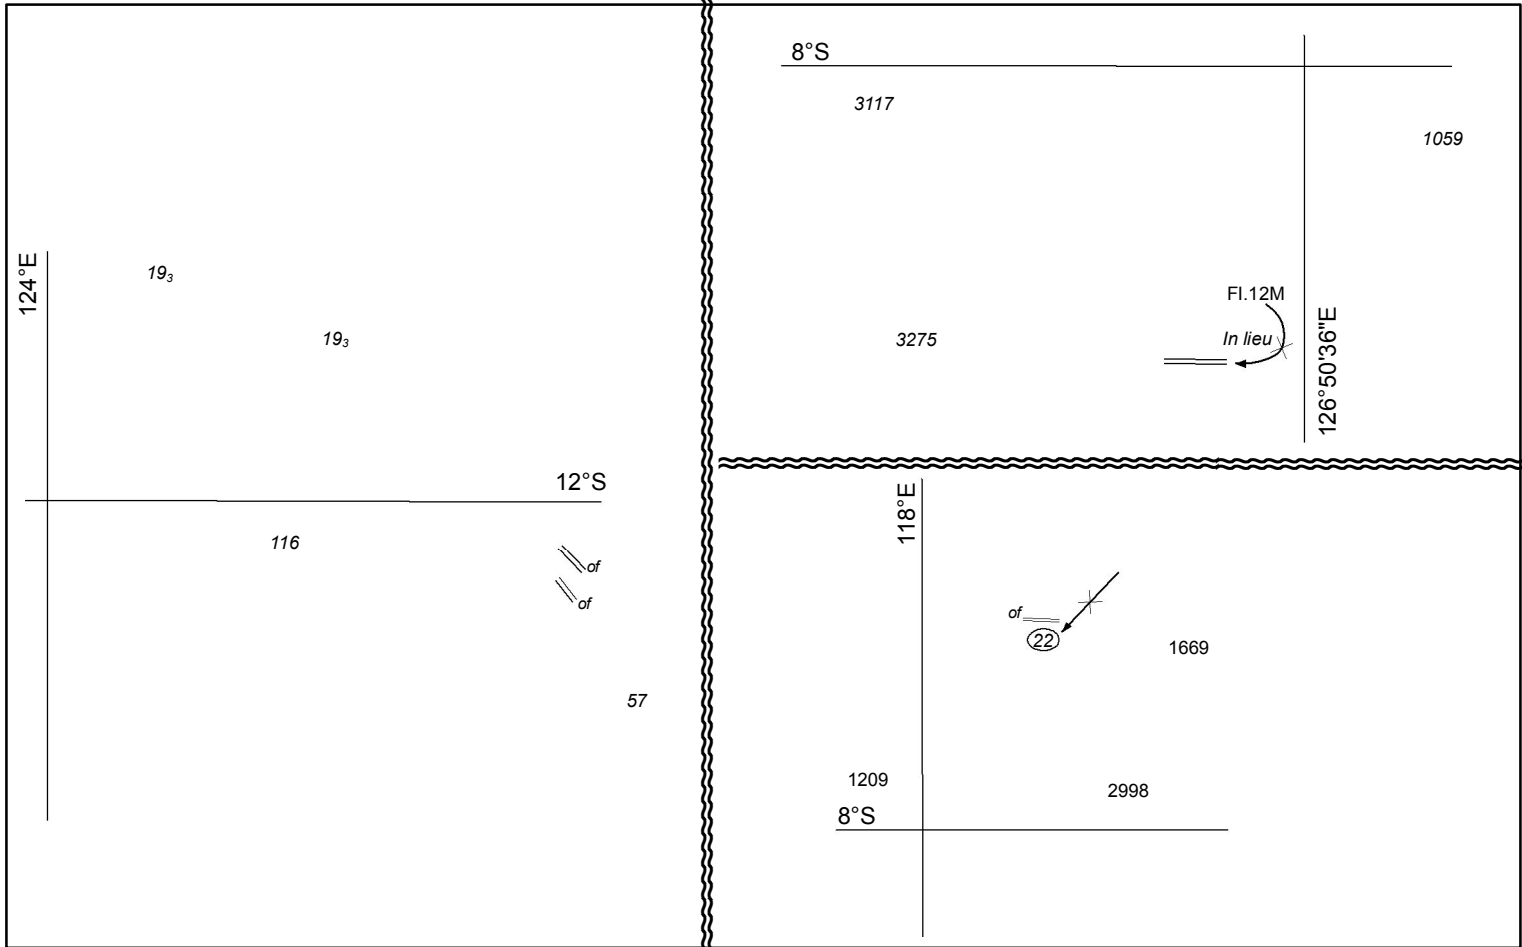 124°E
19₃
19₃
12°S
116
of
of
57
8°S
3117
1059
Fl.12M
In lieu
3275
126°50'36"E
118°E
of
22
1669
1209
2998
8°S